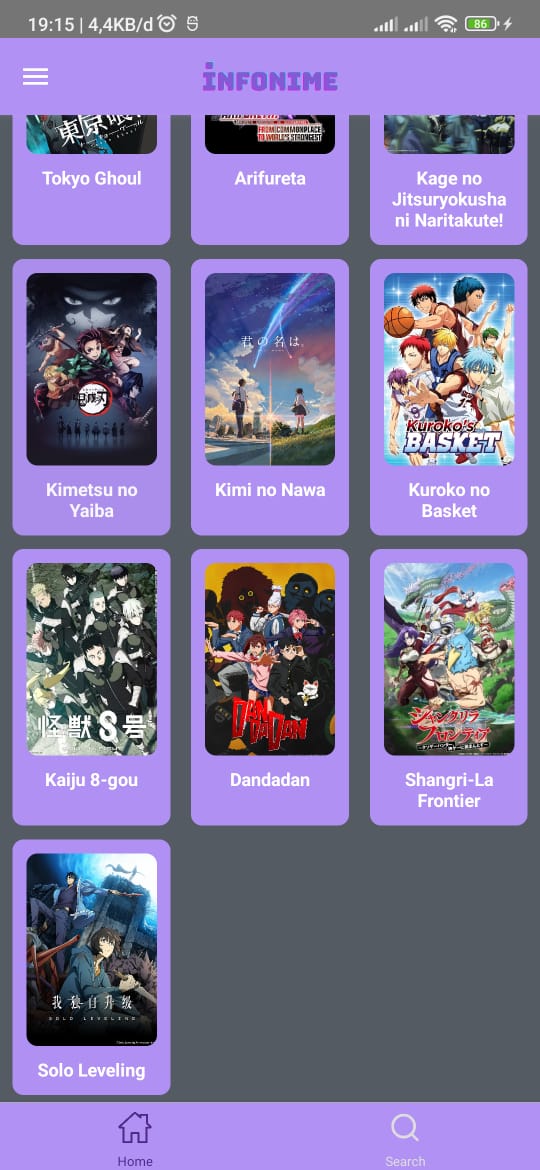 19:15 | 4,4KB/d
86
INFONIME
東京喰
FROM COMMONPLACE
TO WORLD'S STRONGEST
Tokyo Ghoul
Arifureta
Kage no
Jitsuryokusha
ni Naritakute!
鬼滅刃
君の名は。
Kuroko's
BASKET
Kimetsu no
Yaiba
Kimi no Nawa
Kuroko no
Basket
怪獣8号
DAN
DA DAN
シャングリラ
フロンティア
Kaiju 8-gou
Dandadan
Shangri-La
Frontier
我独自升级
SOLO LEVELING
Solo Leveling
Home
Search